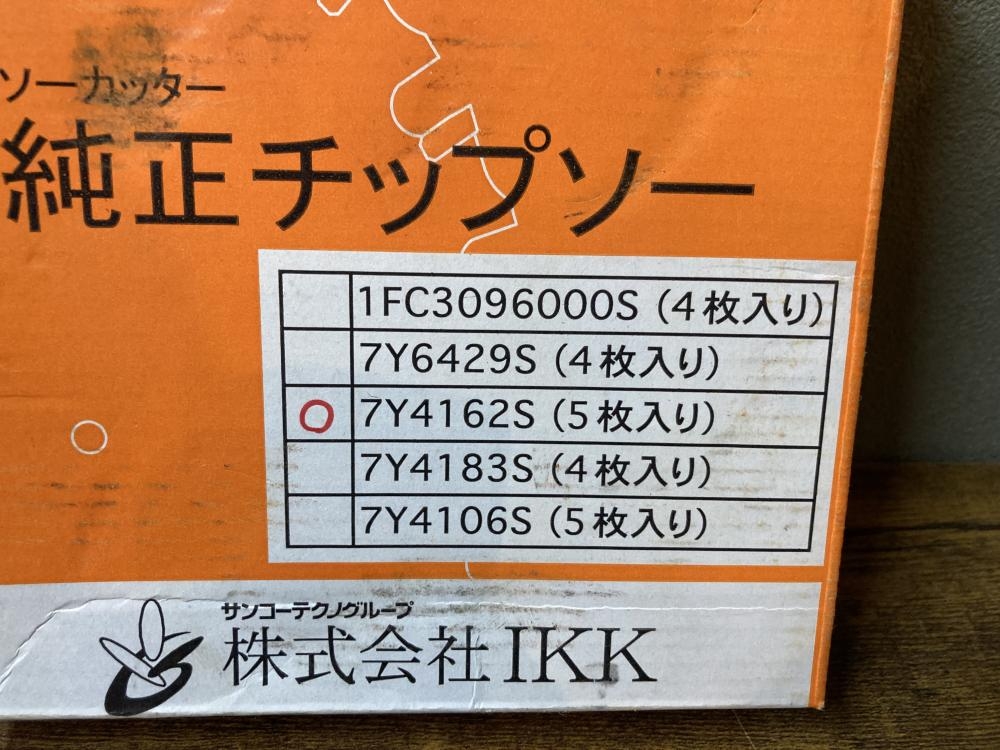 ソーカッター
純正チップソー
1FC3096000S (4枚入り)
7Y6429S (4枚入り)
7Y4162S (5枚入り)
7Y4183S (4枚入り)
7Y4106S (5枚入り)
サンコーテクノグループ
株式会社IKK